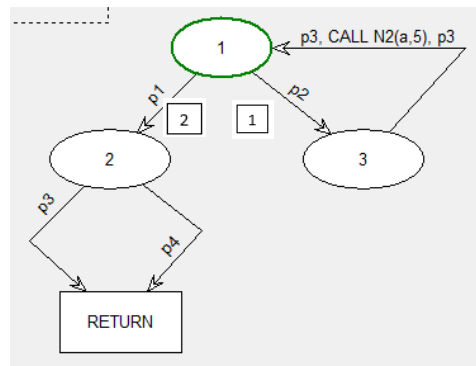 1
p3, CALL N2(a,5), p3
p1
p2
2
1
2
3
p3
p4
RETURN